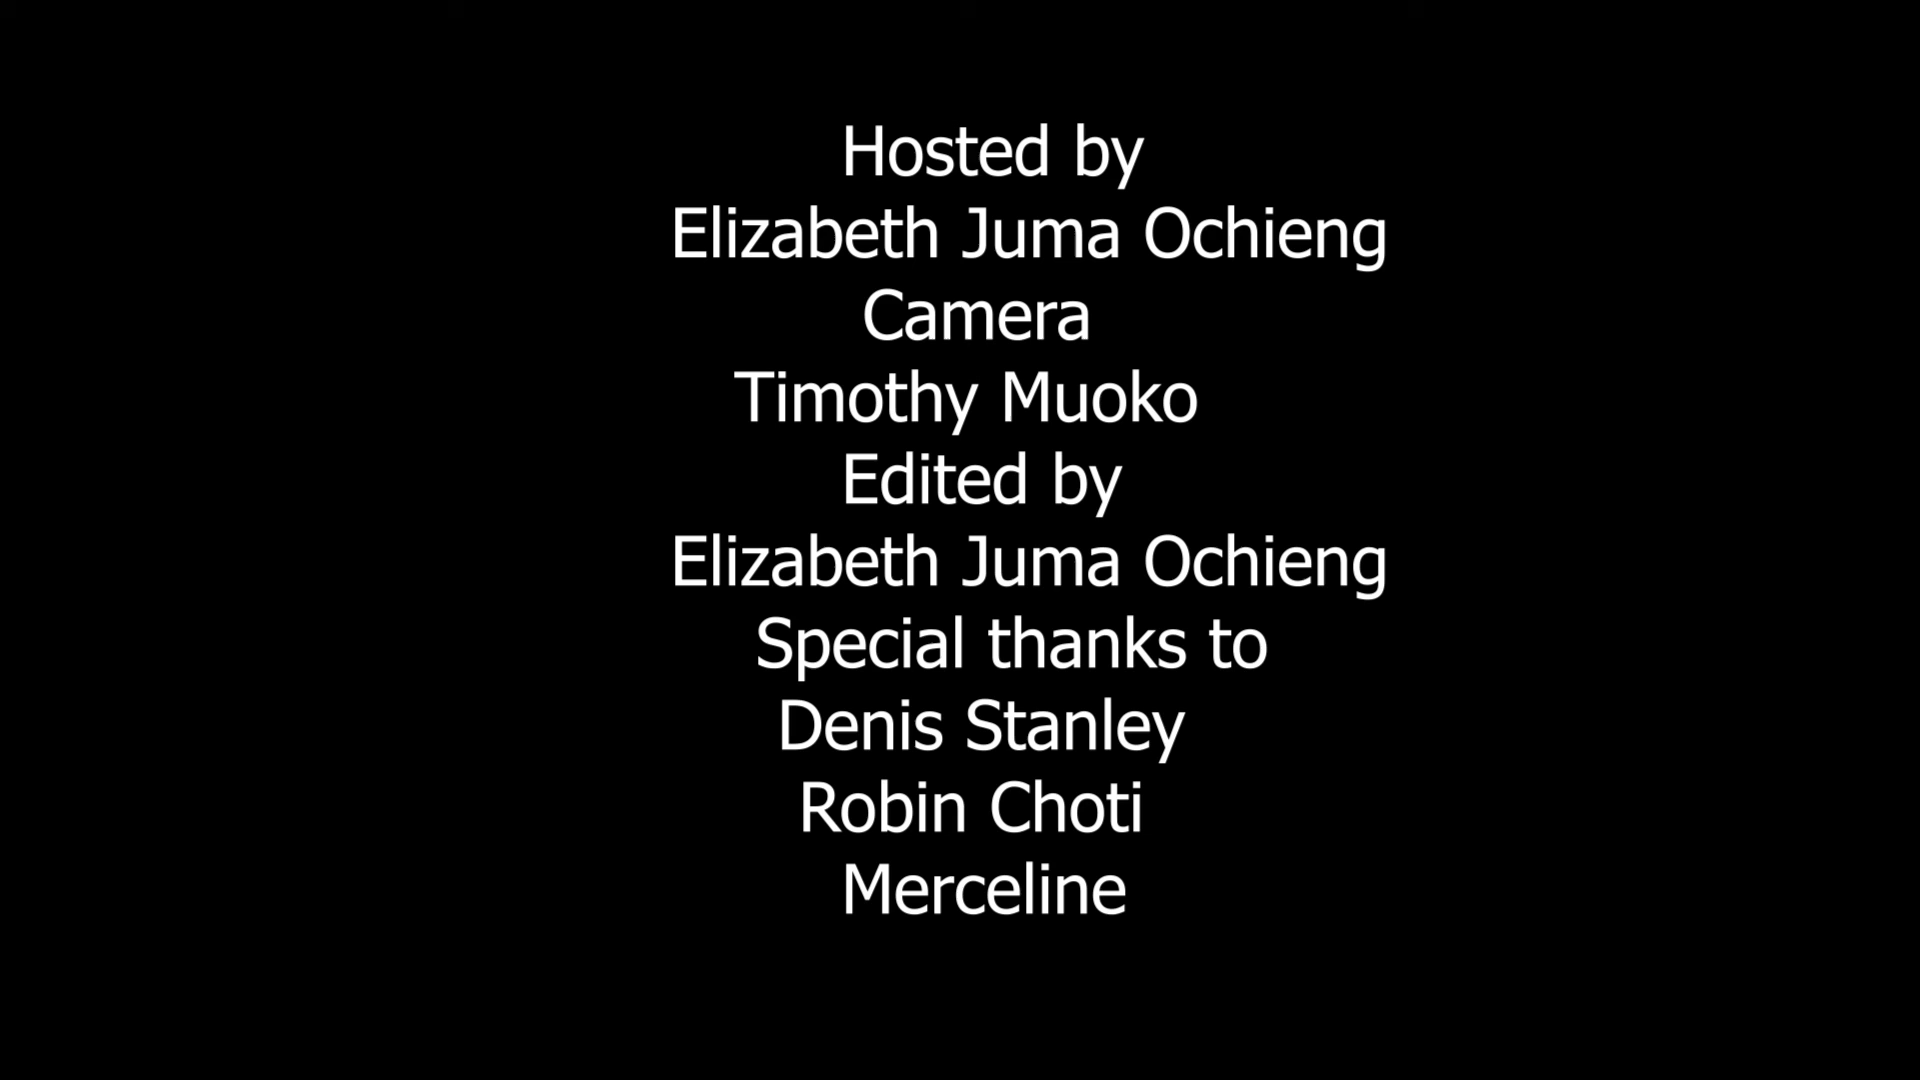 Hosted by
Elizabeth Juma Ochieng
Camera
Timothy Muoko
Edited by
Elizabeth Juma Ochieng
Special thanks to
Denis Stanley
Robin Choti
Merceline